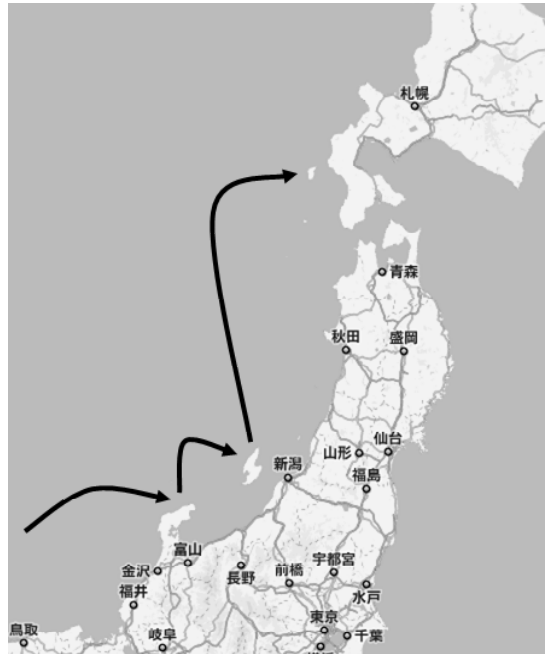 札幌
青森
秋田
盛岡
仙台
山形
新潟
福島
富山
金沢
長野
前橋
宇都宮
福井
水戸
鳥取
岐阜
東京
千葉